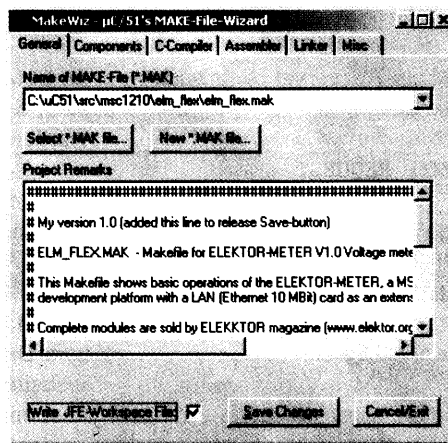 MakeWiz - µC/51's MAKE-File-Wizard
General Components C-Compiler Assembler Linker Misc
Name of MAKE-File (*.MAK)
C:\uC51\src\msc1210\elm_flex\elm_flex.mak
Select *.MAK file... New *.MAK file...
Project Remarks
################################################
#
# My version 1.0 (added this line to release Save-button)
#
# ELM_FLEX.MAK - Makefile for ELEKTOR-METER V1.0 Voltage mete
#
# This Makefile shows basic operations of the ELEKTOR-METER, a MS
# development platform with a LAN (Ethernet 10 MBit) card as an extens
#
# Complete modules are sold by ELEKKTOR magazine (www.elektor.org
Write JFE-Workspace File: Save Changes Cancel/Exit